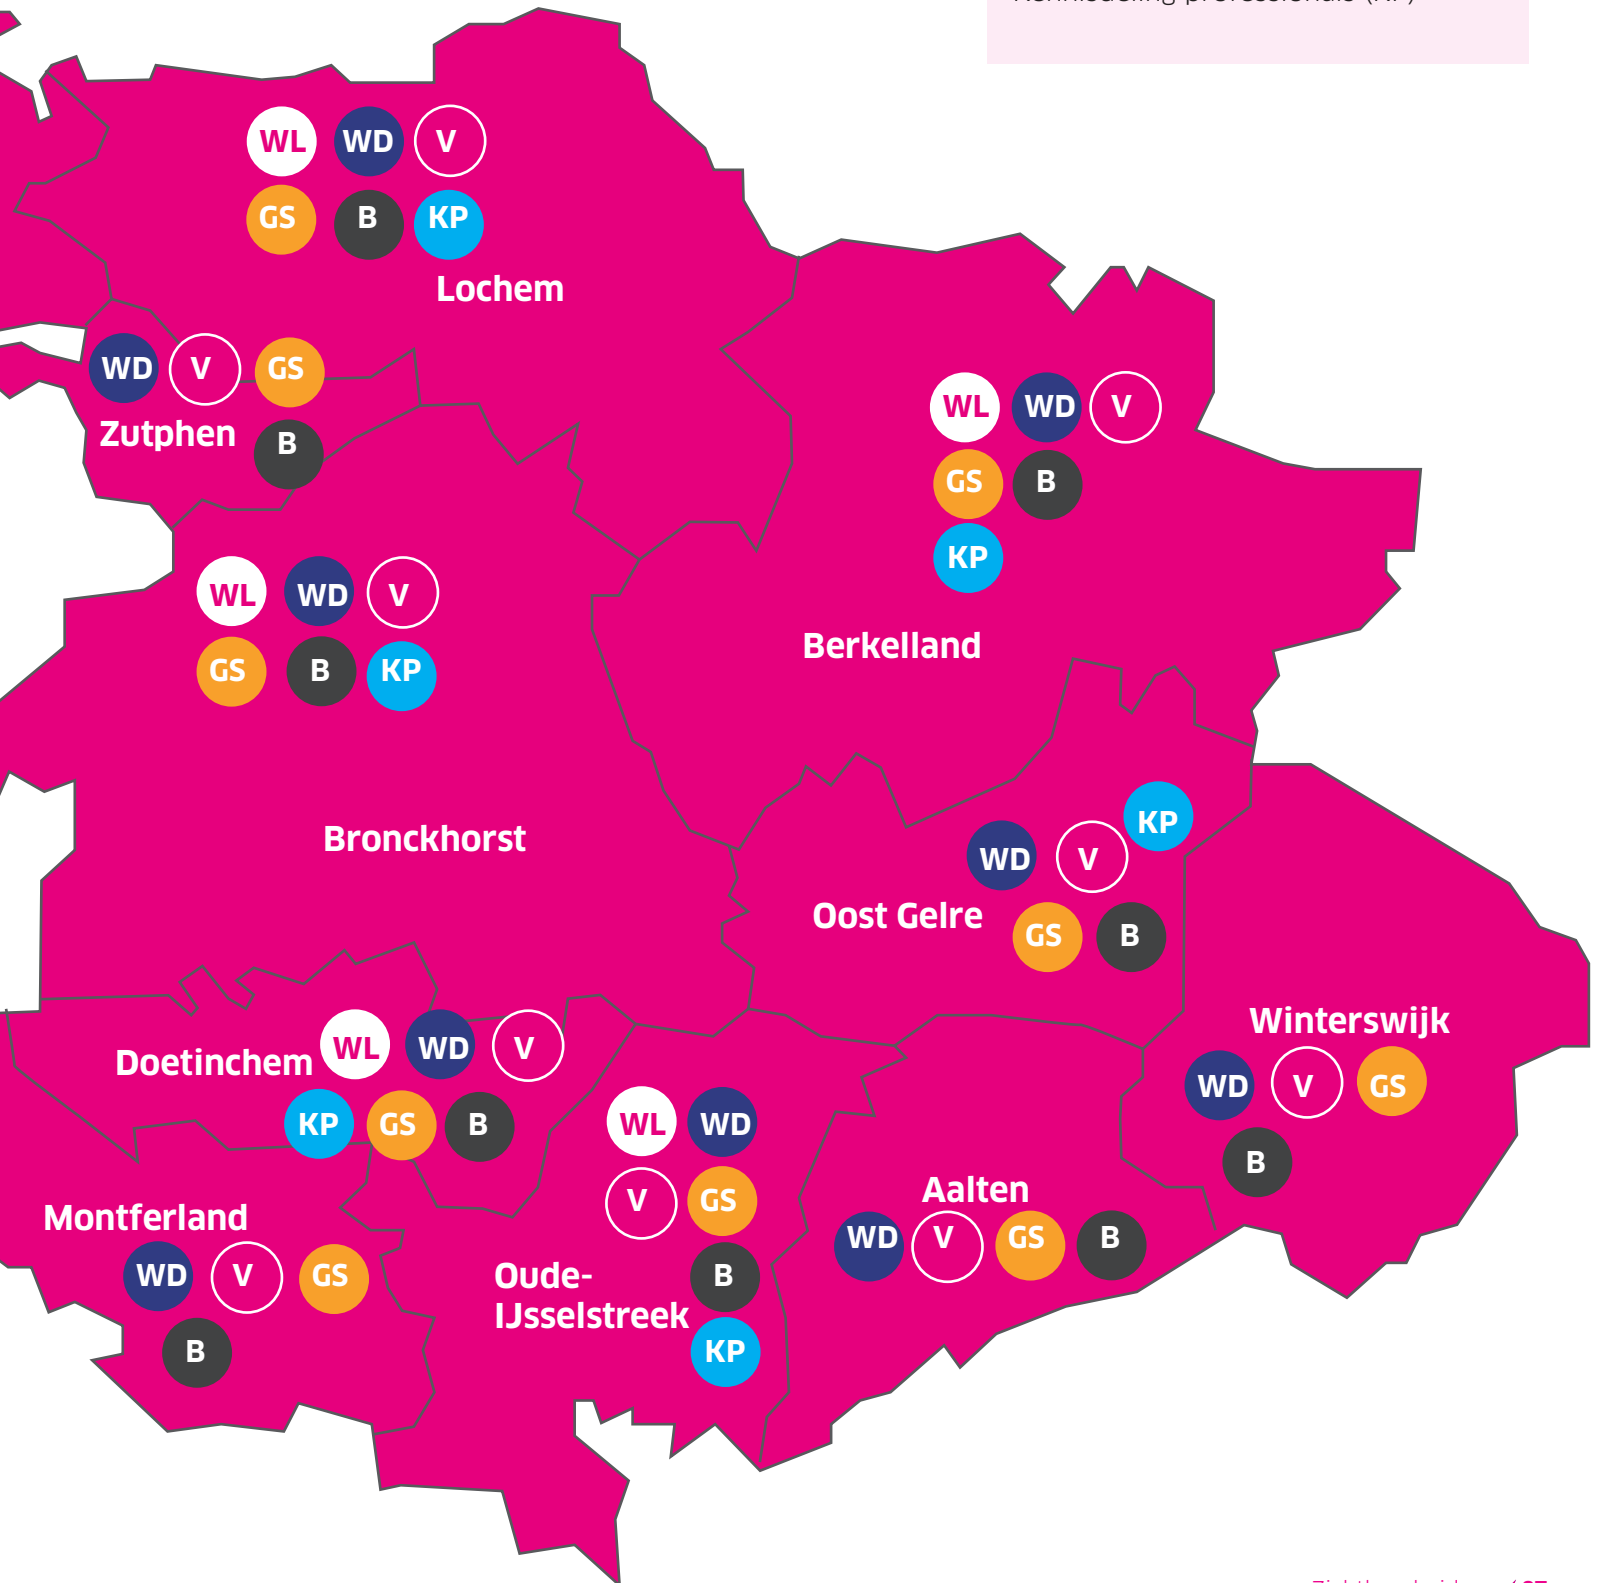 WL WD V
GS B KP
Lochem
WD V GS
Zutphen
B
WL WD V
GS B
KP
Berkelland
WL WD V
GS B KP
Bronckhorst
KP
WD V
Oost Gelre
GS B
Winterswijk
WD V GS
B
Doetinchem WL WD V
KP GS B
WL WD
V GS
Oude-
IJsselstreek
B
KP
Aalten
WD V GS B
Montferland
WD V GS
B